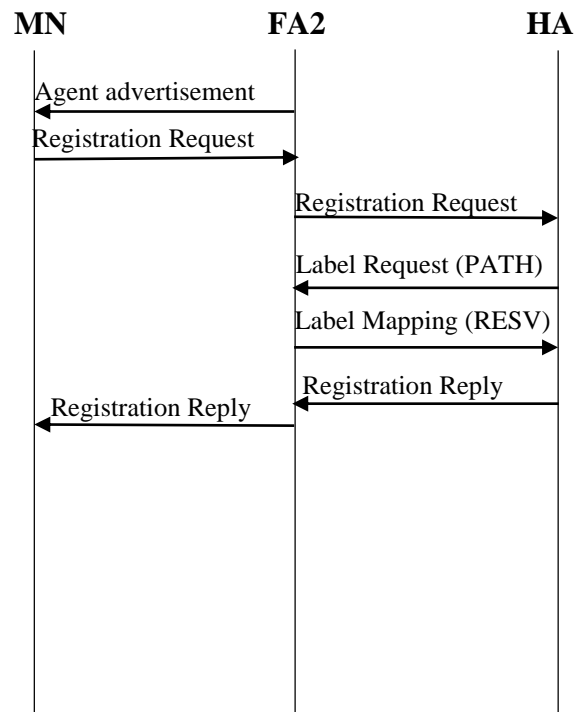 MN FA2 HA
Agent advertisement
Registration Request
Registration Request
Label Request (PATH)
Label Mapping (RESV)
Registration Reply
Registration Reply